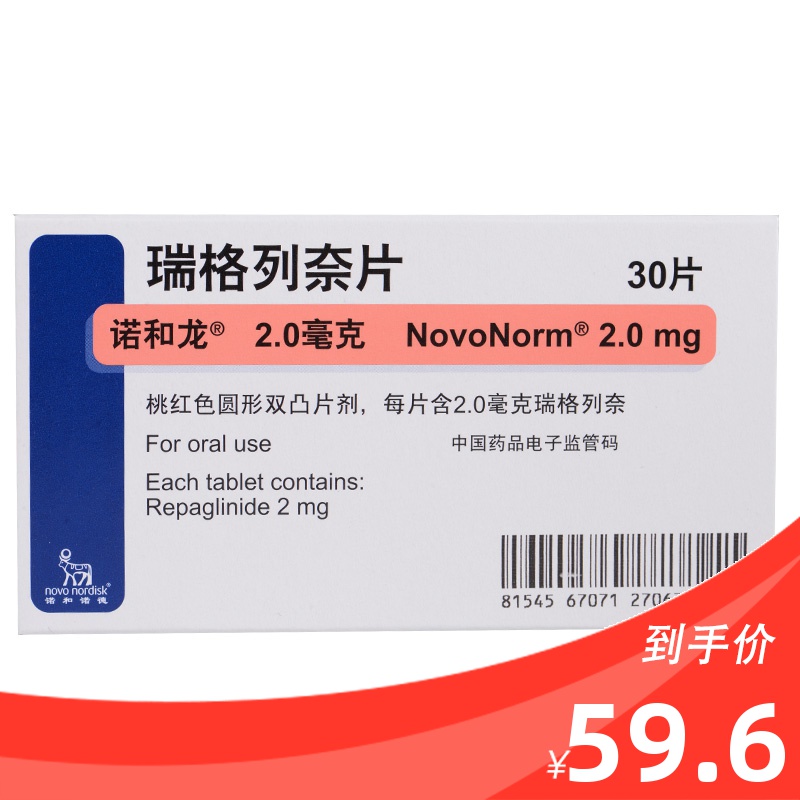 瑞格列奈片
30片
诺和龙® 2.0毫克 NovoNorm® 2.0 mg
桃红色圆形双凸片剂，每片含2.0毫克瑞格列奈
For oral use
中国药品电子监管码
Each tablet contains:
Repaglinide 2 mg
novo nordisk®
诺和诺德
81545 67071 2706
到手价
¥59.6